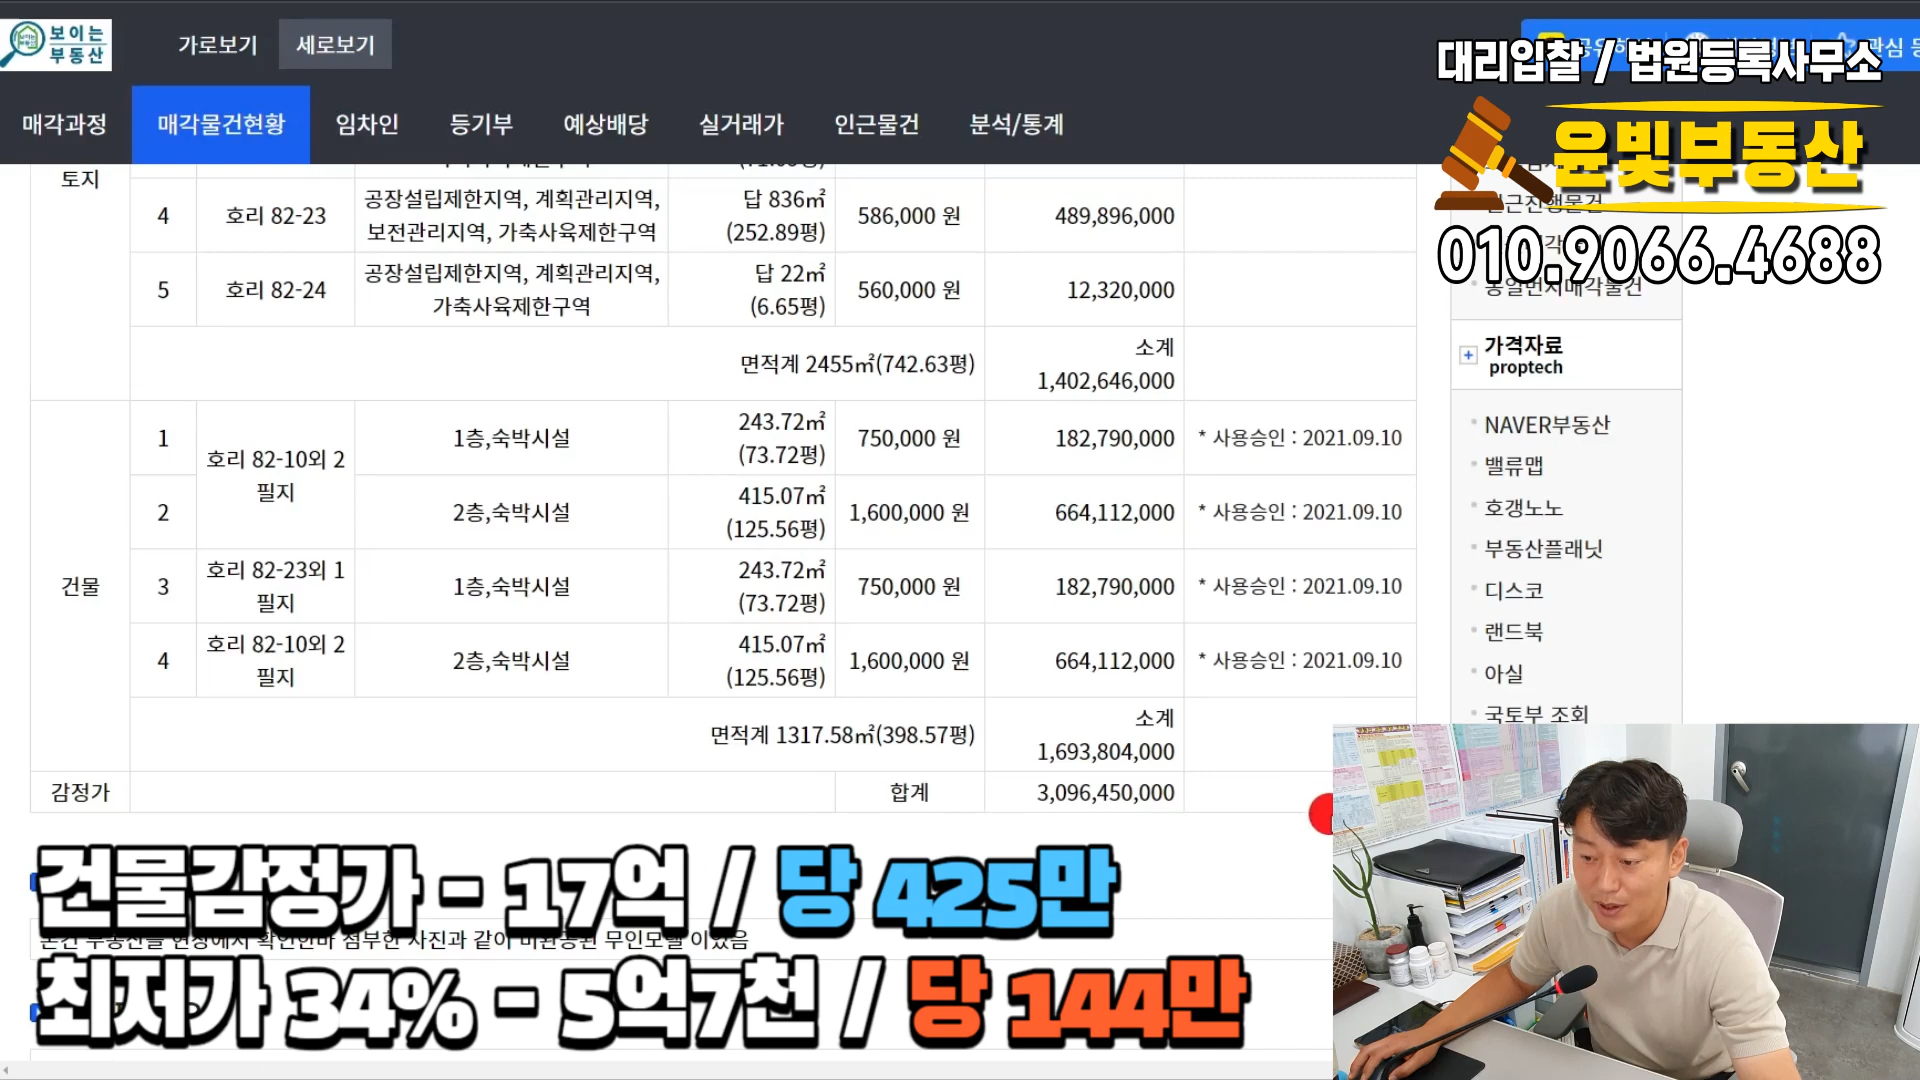 보이는
부동산
가로보기
세로보기
대리입찰 / 법원등록사무소
윤빛부동산
010.9066.4688
매각과정
매각물건현황
임차인
등기부
예상배당
실거래가
인근물건
분석/통계
토지
4
호리 82-23
공장설립제한지역, 계획관리지역,
보전관리지역, 가축사육제한구역
답 836㎡
(252.89평)
586,000 원
489,896,000
5
호리 82-24
공장설립제한지역, 계획관리지역,
가축사육제한구역
답 22㎡
(6.65평)
560,000 원
12,320,000
면적계 2455㎡(742.63평)
소계
1,402,646,000
건물
1
호리 82-10외 2
필지
1층,숙박시설
243.72㎡
(73.72평)
750,000 원
182,790,000
* 사용승인 : 2021.09.10
2
2층,숙박시설
415.07㎡
(125.56평)
1,600,000 원
664,112,000
* 사용승인 : 2021.09.10
3
호리 82-23외 1
필지
1층,숙박시설
243.72㎡
(73.72평)
750,000 원
182,790,000
* 사용승인 : 2021.09.10
4
호리 82-10외 2
필지
2층,숙박시설
415.07㎡
(125.56평)
1,600,000 원
664,112,000
* 사용승인 : 2021.09.10
면적계 1317.58㎡(398.57평)
소계
1,693,804,000
감정가
합계
3,096,450,000
동일번지매각물건
가격자료
proptech
NAVER부동산
밸류맵
호갱노노
부동산플래닛
디스코
랜드북
아실
국토부 조회
건물감정가 - 17억 / 당 425만
최저가 34% - 5억7천 / 당 144만